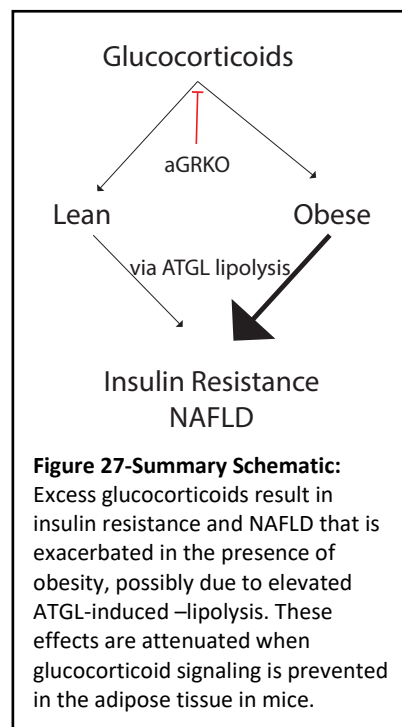 Glucocorticoids
aGRKO
Lean
Obese
via ATGL lipolysis
Insulin Resistance
NAFLD
Figure 27-Summary Schematic:
Excess glucocorticoids result in
insulin resistance and NAFLD that is
exacerbated in the presence of
obesity, possibly due to elevated
ATGL-induced –lipolysis. These
effects are attenuated when
glucocorticoid signaling is prevented
in the adipose tissue in mice.